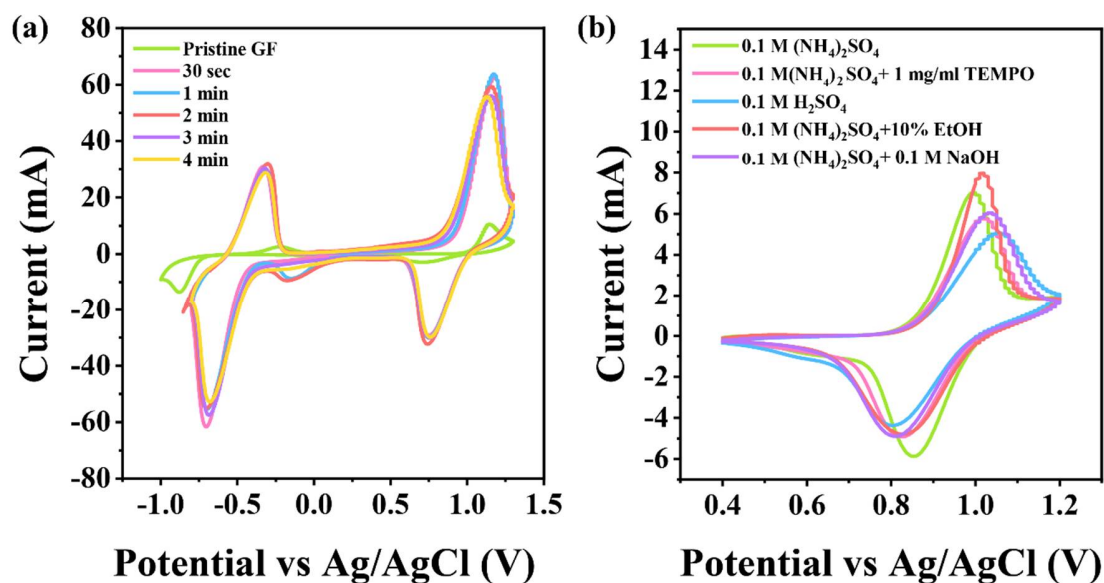 (a)
80
60
40
20
0
-20
-40
-60
-80
Current (mA)
Pristine GF
30 sec
1 min
2 min
3 min
4 min
-1.0 -0.5 0.0 0.5 1.0 1.5
Potential vs Ag/AgCl (V)
(b)
14
12
10
8
6
4
2
0
-2
-4
-6
Current (mA)
0.1 M (NH₄)₂SO₄
0.1 M(NH₄)₂SO₄+ 1 mg/ml TEMPO
0.1 M H₂SO₄
0.1 M (NH₄)₂SO₄+10% EtOH
0.1 M (NH₄)₂SO₄+ 0.1 M NaOH
0.4 0.6 0.8 1.0 1.2
Potential vs Ag/AgCl (V)